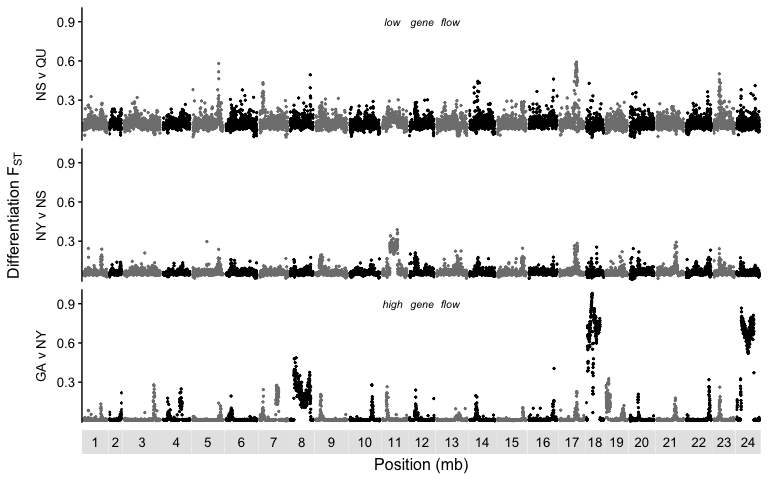 low gene flow
0.9
0.6
0.3
NS v QU
0.9
0.6
0.3
NY v NS
Differentiation FST
high gene flow
0.9
0.6
0.3
GA v NY
1 2 3 4 5 6 7 8 9 10 11 12 13 14 15 16 17 18 19 20 21 22 23 24
Position (mb)